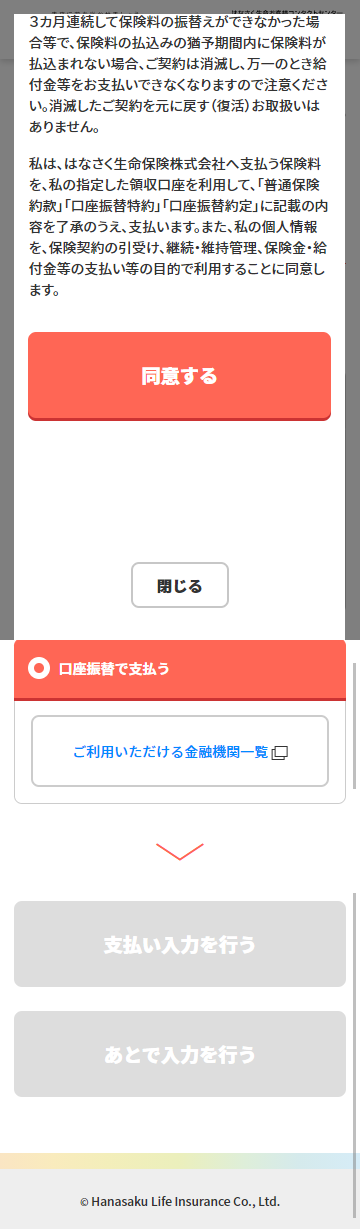 3カ月連続して保険料の振替えができなかった場
合等で、保険料の払込みの猶予期間内に保険料が
払込まれない場合、ご契約は消滅し、万一のとき給
付金等をお支払いできなくなりますので注意くださ
い。消滅したご契約を元に戻す（復活）お取扱いは
ありません。
私は、はなさく生命保険株式会社へ支払う保険料
を、私の指定した領収口座を利用して、「普通保険
約款」「口座振替特約」「口座振替約定」に記載の内
容を了承のうえ、支払います。また、私の個人情報
を、保険契約の引受け、継続・維持管理、保険金・給
付金等の支払い等の目的で利用することに同意し
ます。
同意する
閉じる
口座振替で支払う
ご利用いただける金融機関一覧
支払い入力を行う
あとで入力を行う
© Hanasaku Life Insurance Co., Ltd.